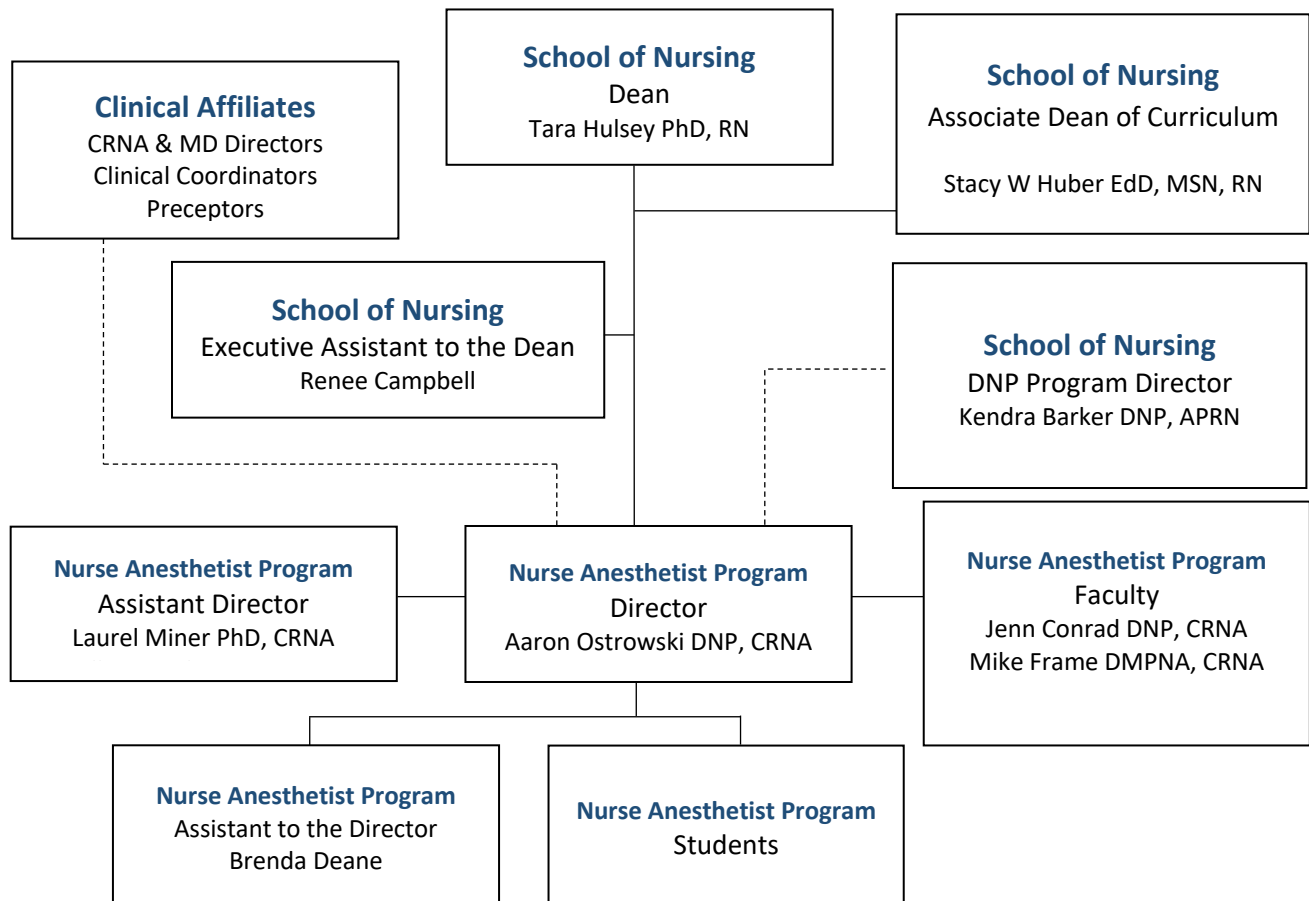 School of Nursing
Dean
Tara Hulsey PhD, RN
School of Nursing
Associate Dean of Curriculum
Stacy W Huber EdD, MSN, RN
Clinical Affiliates
CRNA & MD Directors
Clinical Coordinators
Preceptors
School of Nursing
Executive Assistant to the Dean
Renee Campbell
School of Nursing
DNP Program Director
Kendra Barker DNP, APRN
Nurse Anesthetist Program
Assistant Director
Laurel Miner PhD, CRNA
Nurse Anesthetist Program
Director
Aaron Ostrowski DNP, CRNA
Nurse Anesthetist Program
Faculty
Jenn Conrad DNP, CRNA
Mike Frame DMPNA, CRNA
Nurse Anesthetist Program
Assistant to the Director
Brenda Deane
Nurse Anesthetist Program
Students